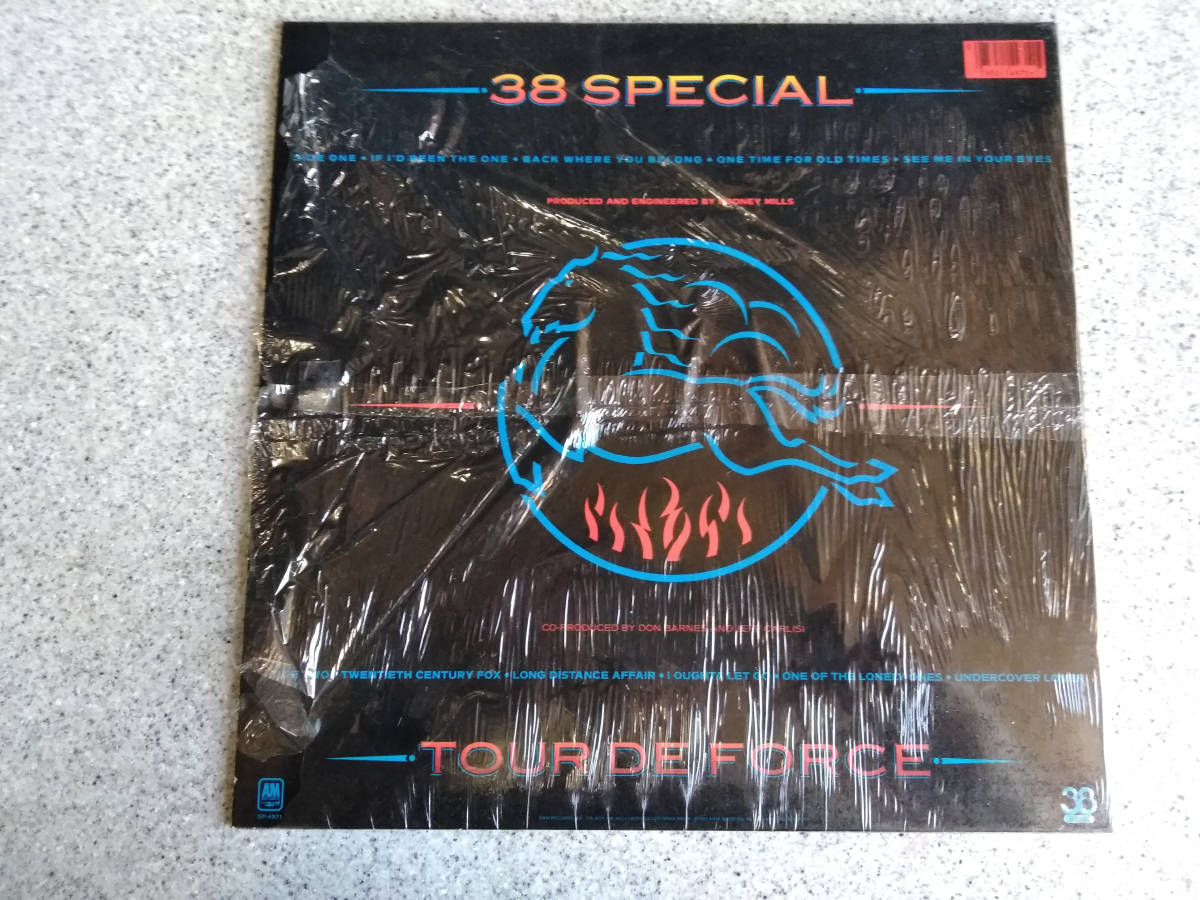 38 SPECIAL
SIDE ONE • IF I'D BEEN THE ONE • BACK WHERE YOU BELONG • ONE TIME FOR OLD TIMES • SEE ME IN YOUR EYES
PRODUCED AND ENGINEERED BY RODNEY MILLS
CO-PRODUCED BY DON BARNES AND JEFF CARLISI
TWO • TWENTIETH CENTURY FOX • LONG DISTANCE AFFAIR • I OUGHTA LET GO • ONE OF THE LONELY ONES • UNDERCOVER LOVER
TOUR DE FORCE
A&M
SP-4971
38